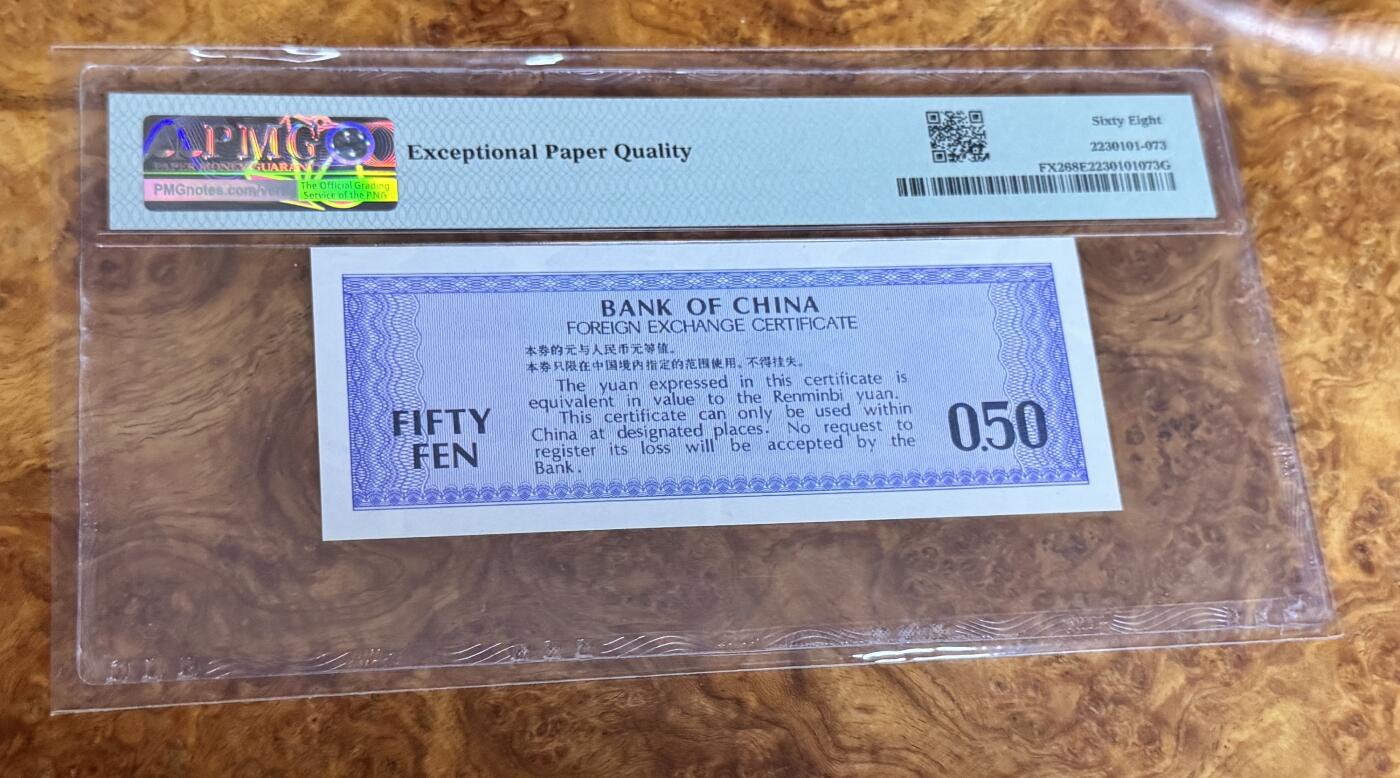 PMG
PAPER MONEY GUARAN
PMGnotes.com/veri
The Official Grading
Service of the PNG
Exceptional Paper Quality
Sixty Eight
2230101-073
FX268E2230101073G
BANK OF CHINA
FOREIGN EXCHANGE CERTIFICATE
本券的元与人民币元等值。
本券只限在中国境内指定的范围使用。不得挂失。
The yuan expressed in this certificate is
equivalent in value to the Renminbi yuan.
This certificate can only be used within
China at designated places. No request to
register its loss will be accepted by the
Bank.
FIFTY
FEN
0.50